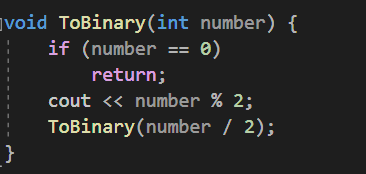 void ToBinary(int number) {
    if (number == 0)
        return;
    cout << number % 2;
    ToBinary(number / 2);
}